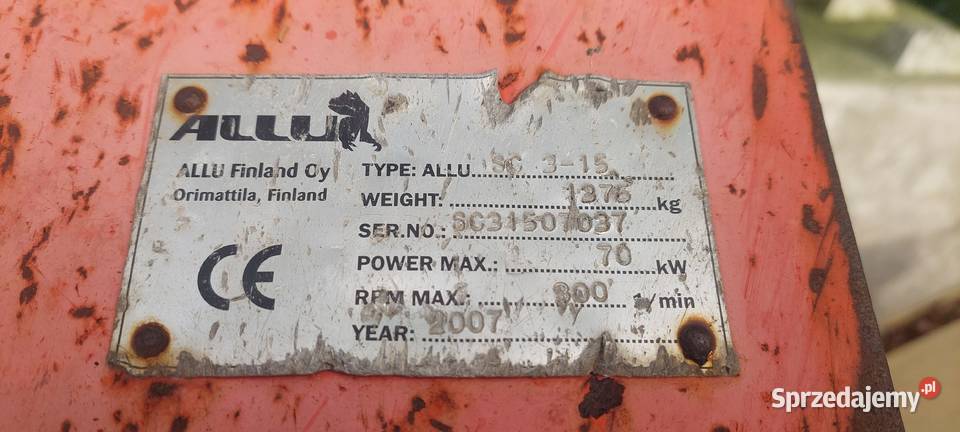 ALLU
ALLU Finland Oy
Orimattila, Finland
CE
TYPE: ALLU SC 3-15
WEIGHT: 1375 kg
SER.NO.: SC31507037
POWER MAX.: 70 kW
RPM MAX.: 800 1/min
YEAR: 2007
Sprzedajemy.pl